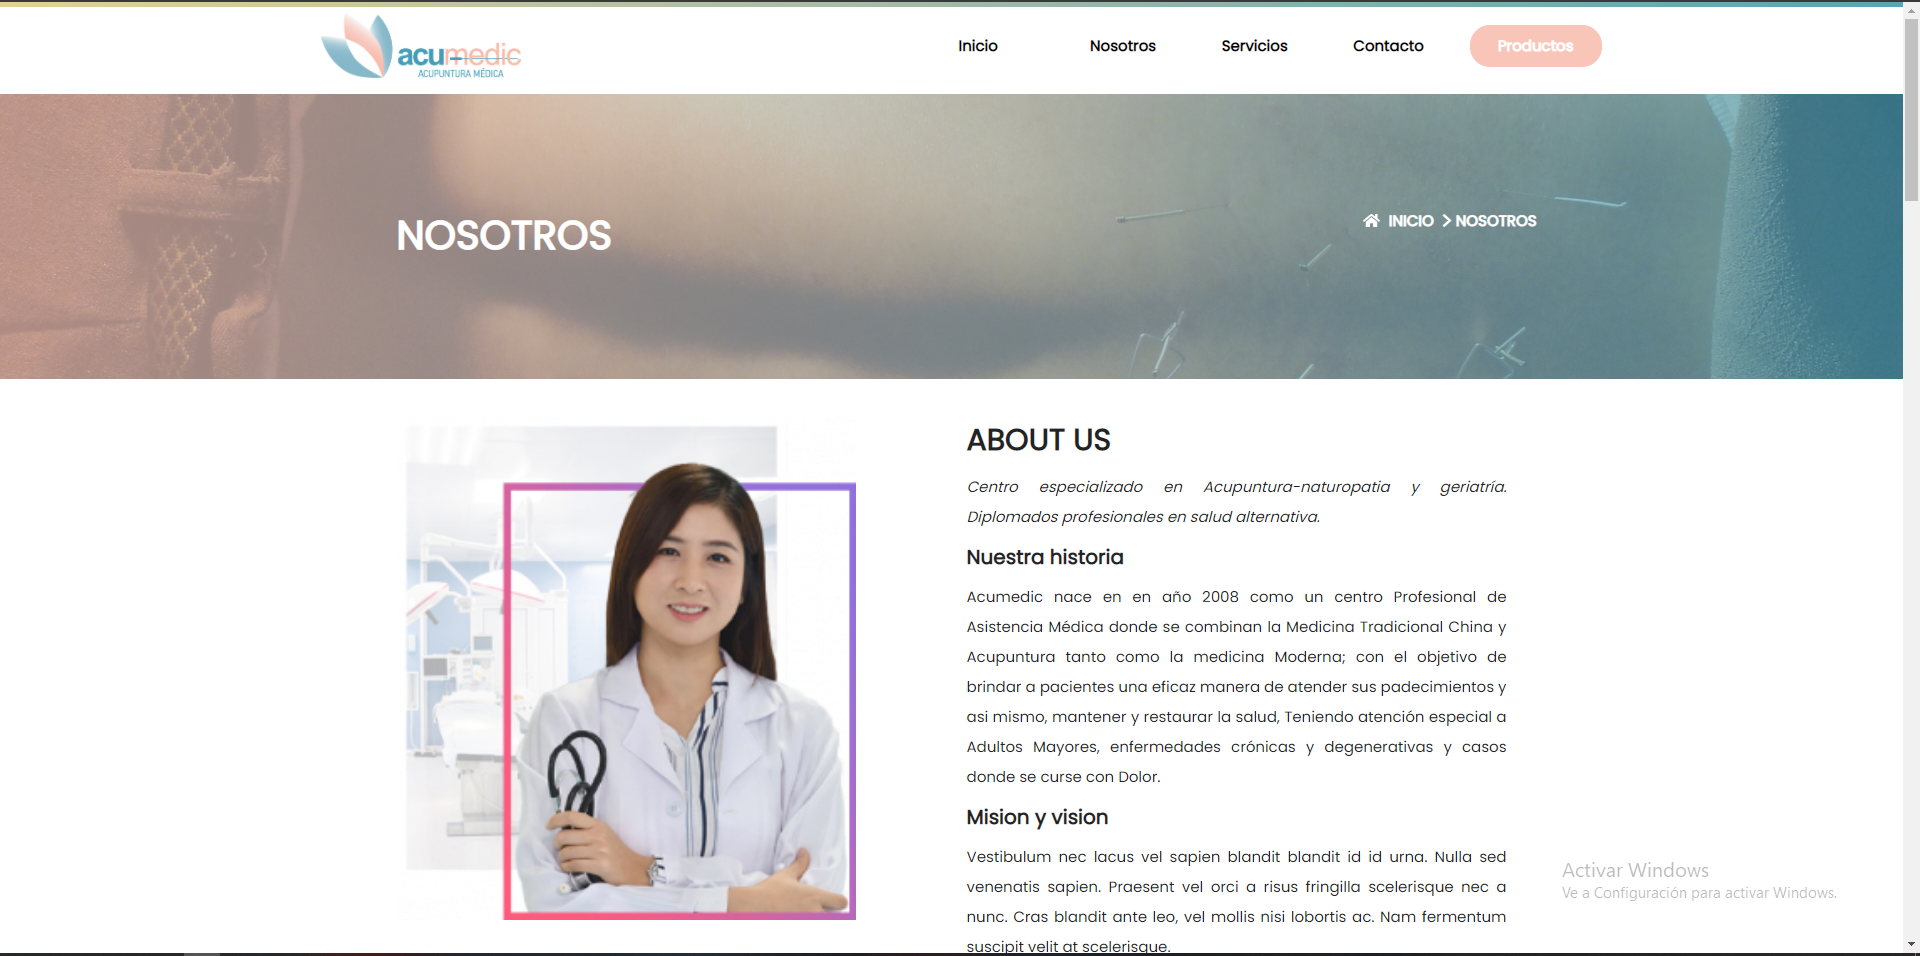 acumedic
ACUPUNTURA MÉDICA
Inicio
Nosotros
Servicios
Contacto
Productos
NOSOTROS
INICIO > NOSOTROS
ABOUT US
Centro especializado en Acupuntura-naturopatia y geriatría.
Diplomados profesionales en salud alternativa.
Nuestra historia
Acumedic nace en en año 2008 como un centro Profesional de
Asistencia Médica donde se combinan la Medicina Tradicional China y
Acupuntura tanto como la medicina Moderna; con el objetivo de
brindar a pacientes una eficaz manera de atender sus padecimientos y
asi mismo, mantener y restaurar la salud, Teniendo atención especial a
Adultos Mayores, enfermedades crónicas y degenerativas y casos
donde se curse con Dolor.
Mision y vision
Vestibulum nec lacus vel sapien blandit blandit id id urna. Nulla sed
venenatis sapien. Praesent vel orci a risus fringilla scelerisque nec a
nunc. Cras blandit ante leo, vel mollis nisi lobortis ac. Nam fermentum
suscipit velit at scelerisque.
Activar Windows
Ve a Configuración para activar Windows.